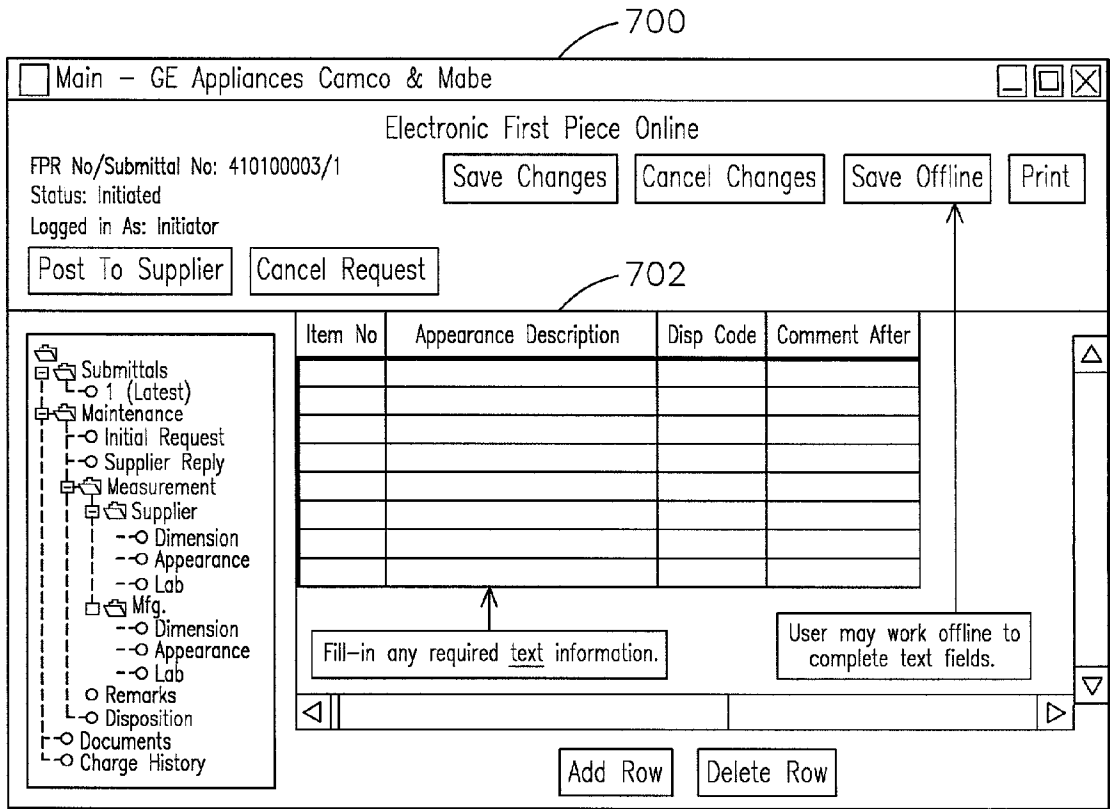 700
Main – GE Appliances Camco & Mabe
Electronic First Piece Online
FPR No/Submittal No: 410100003/1
Status: Initiated
Logged in As: Initiator
Save Changes
Cancel Changes
Save Offline
Print
Post To Supplier
Cancel Request
702
Submittals
1 (Latest)
Maintenance
Initial Request
Supplier Reply
Measurement
Supplier
Dimension
Appearance
Lab
Mfg.
Dimension
Appearance
Lab
Remarks
Disposition
Documents
Charge History
Item No
Appearance Description
Disp Code
Comment After
Fill–in any required text information.
User may work offline to
complete text fields.
Add Row
Delete Row